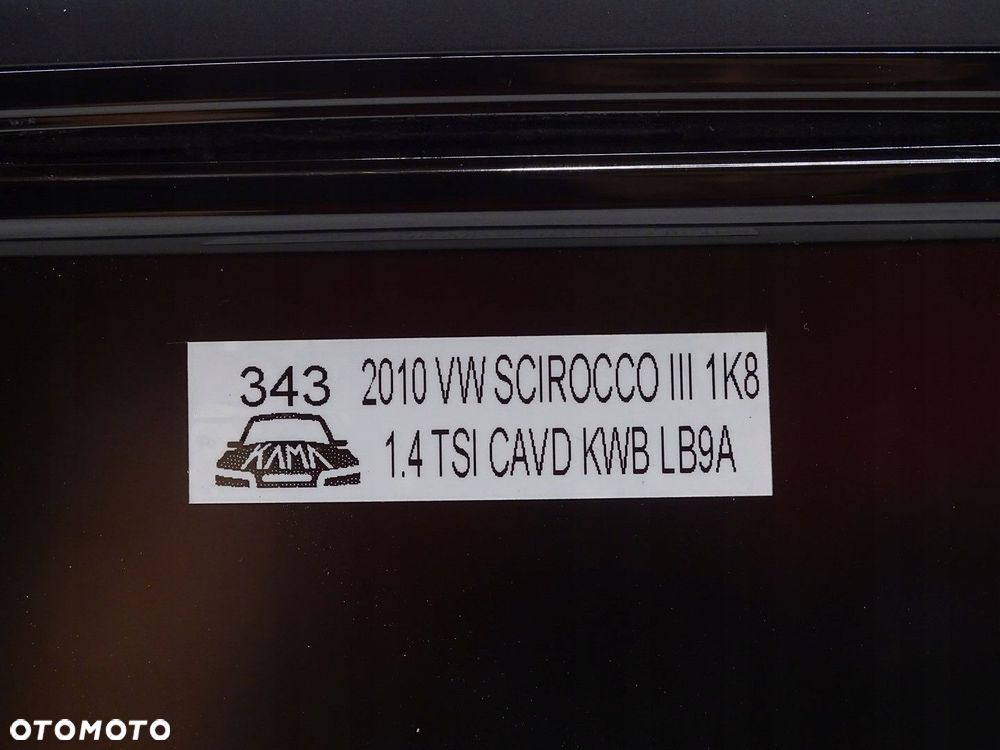 343
2010 VW SCIROCCO III 1K8
KAMA
1.4 TSI CAVD KWB LB9A
OTOMOTO